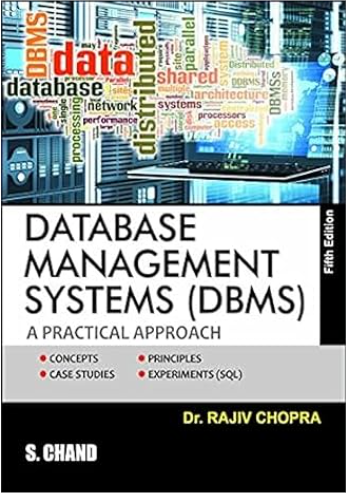 DBMS
data
database
distributed
shared
parallel
processing
network
performance
systems
processors
access
DBMSs
DATABASE
MANAGEMENT
SYSTEMS (DBMS)
Fifth Edition
A PRACTICAL APPROACH
• CONCEPTS • PRINCIPLES
• CASE STUDIES • EXPERIMENTS (SQL)
Dr. RAJIV CHOPRA
S. CHAND